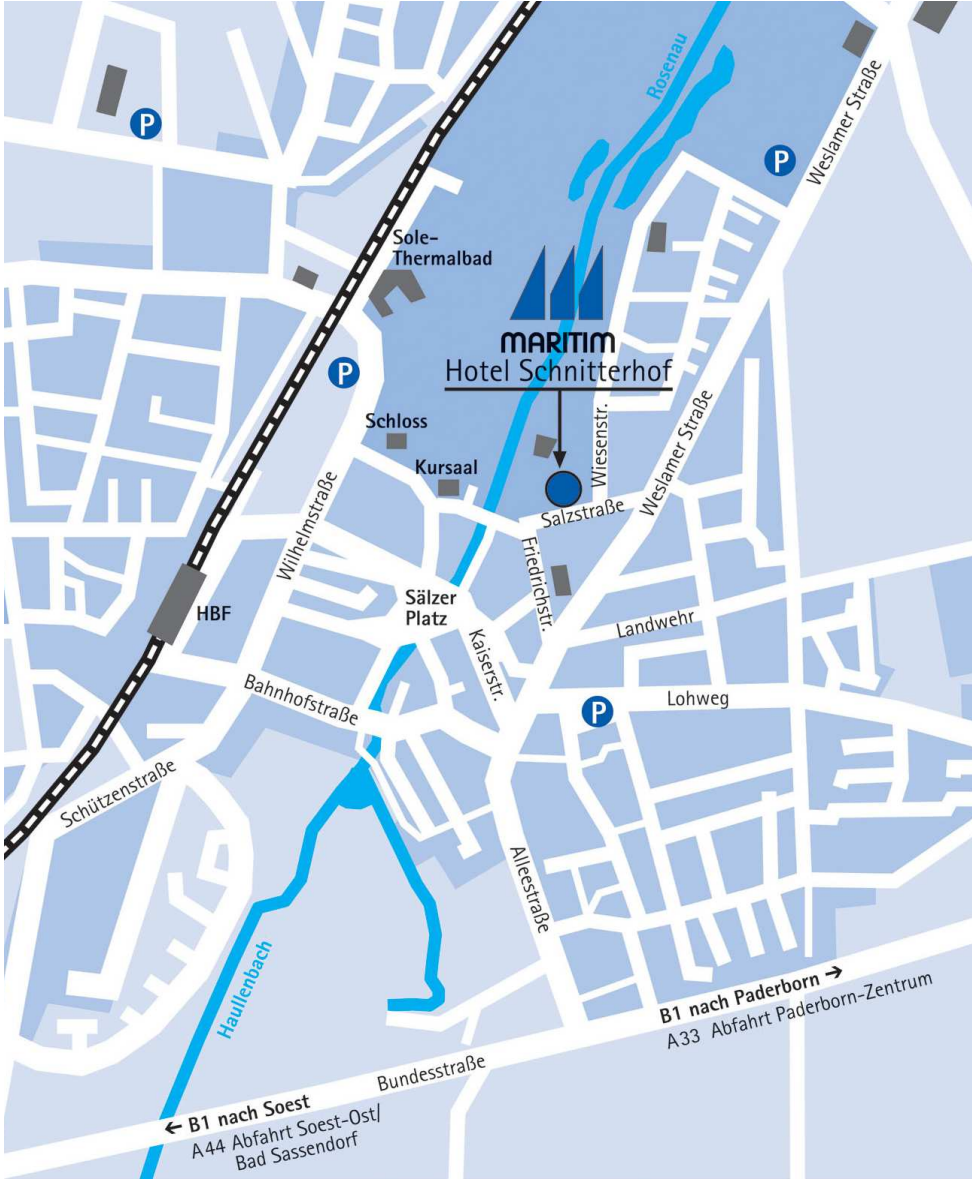 Rosenau
P
Weslamer Straße
P
Sole-
Thermalbad
MARITIM
Hotel Schnitterhof
P
Schloss
Wiesenstr.
Weslamer Straße
Kursaal
Salzstraße
Wilhelmstraße
Friedrichstr.
Sälzer
Platz
HBF
Landwehr
Kaiserstr.
Bahnhofstraße
Lohweg
P
Schützenstraße
Alleestraße
Haullenbach
B1 nach Paderborn →
A33 Abfahrt Paderborn-Zentrum
Bundesstraße
← B1 nach Soest
A44 Abfahrt Soest-Ost/
Bad Sassendorf